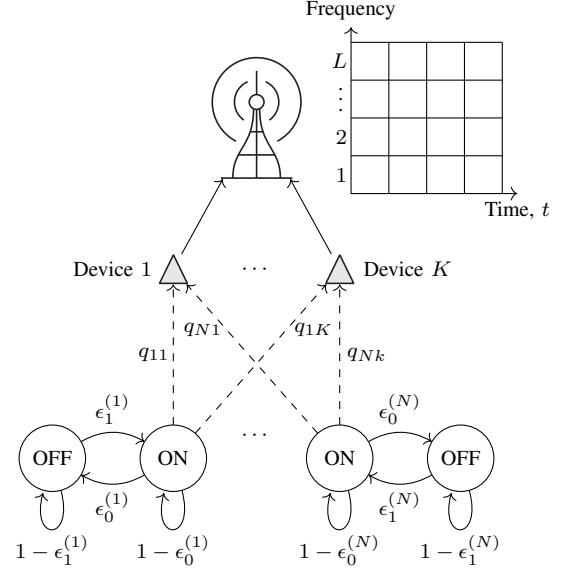 Frequency
L
⋮
2
1
Time, t
Device 1
⋯
Device K
q_{N1}
q_{1K}
q_{11}
q_{Nk}
ϵ_1^{(1)}
⋯
ϵ_0^{(N)}
OFF
ON
ON
OFF
ϵ_0^{(1)}
ϵ_1^{(N)}
1 − ϵ_1^{(1)}
1 − ϵ_0^{(1)}
1 − ϵ_0^{(N)}
1 − ϵ_1^{(N)}